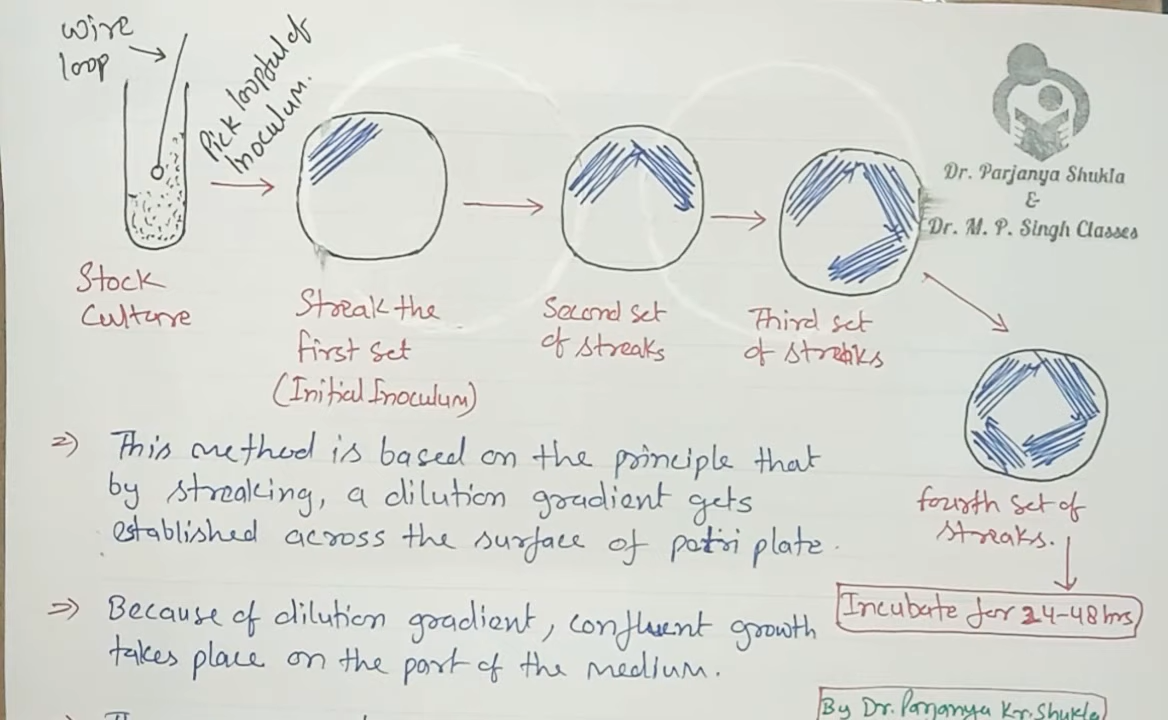 wire
loop
Pick loopful of
Inoculum.
Dr. Parjanya Shukla
&
Dr. M. P. Singh Classes
Stock
Culture
Streak the
first set
(Initial Inoculum)
Second set
of streaks
Third set
of streaks
fourth set of
streaks.
Incubate for 24-48 hrs
=) This method is based on the principle that
by streaking, a dilution gradient gets
established across the surface of patri plate.
=> Because of dilution gradient, confluent growth
takes place on the part of the medium.
By Dr. Parjanya Kr. Shukla